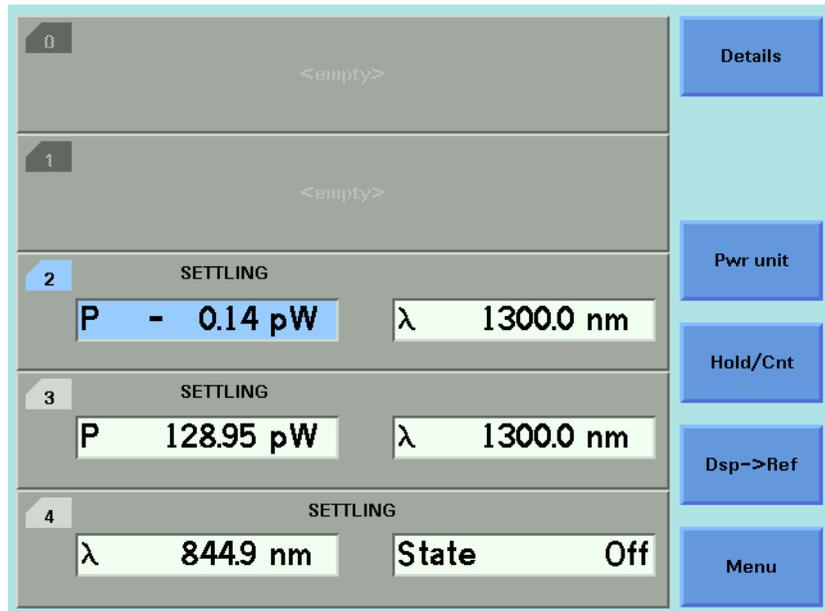 0
<empty>
Details
1
<empty>
2 SETTLING
P - 0.14 pW λ 1300.0 nm
Pwr unit
3 SETTLING
P 128.95 pW λ 1300.0 nm
Hold/Cnt
Dsp->Ref
4 SETTLING
λ 844.9 nm State Off
Menu